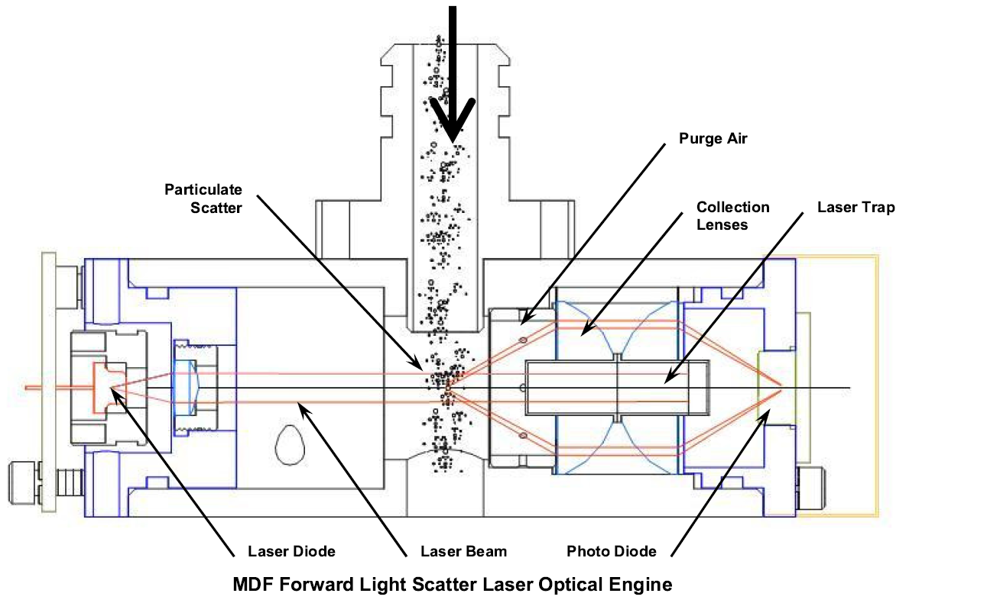 Purge Air
Particulate
Scatter
Collection
Lenses
Laser Trap
Laser Diode
Laser Beam
Photo Diode
MDF Forward Light Scatter Laser Optical Engine